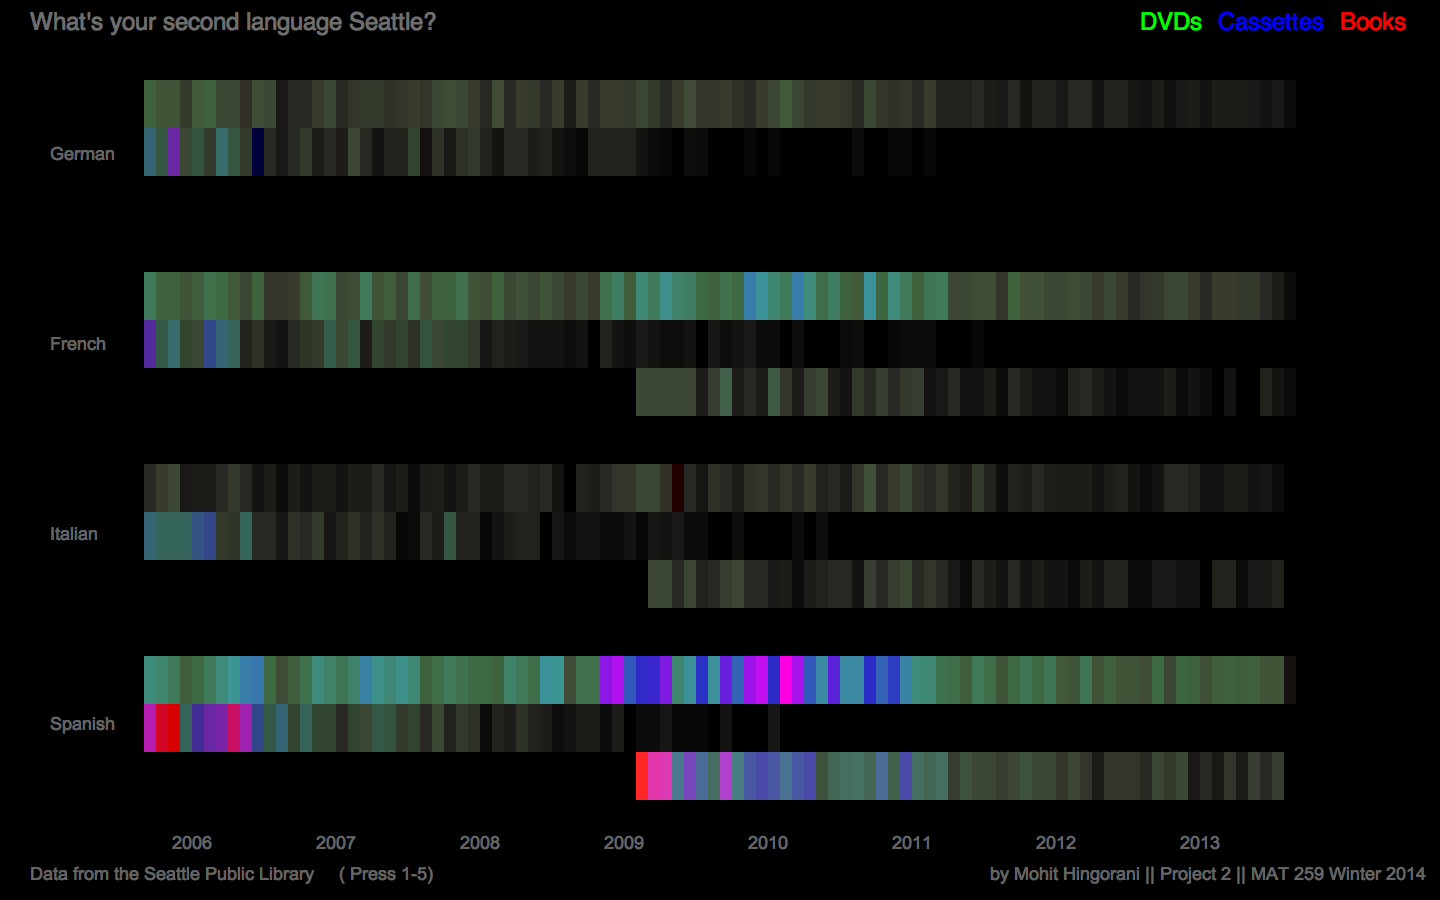 What's your second language Seattle?
DVDs Cassettes Books
German
French
Italian
Spanish
2006 2007 2008 2009 2010 2011 2012 2013
Data from the Seattle Public Library ( Press 1-5)
by Mohit Hingorani || Project 2 || MAT 259 Winter 2014